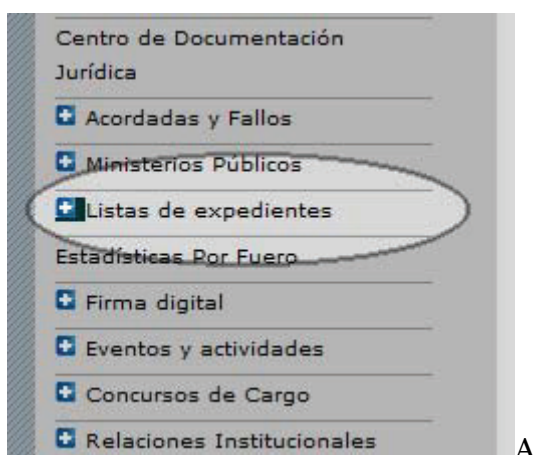 Centro de Documentación
Jurídica
Acordadas y Fallos
Ministerios Públicos
Listas de expedientes
Estadísticas Por Fuero
Firma digital
Eventos y actividades
Concursos de Cargo
Relaciones Institucionales
A